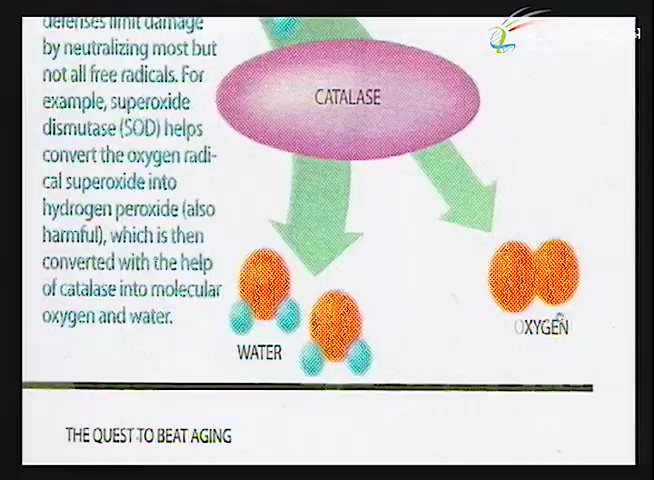 defenses limit damage
by neutralizing most but
not all free radicals. For
example, superoxide
dismutase (SOD) helps
convert the oxygen radi-
cal superoxide into
hydrogen peroxide (also
harmful), which is then
converted with the help
of catalase into molecular
oxygen and water.
CATALASE
OXYGEN
WATER
THE QUEST TO BEAT AGING